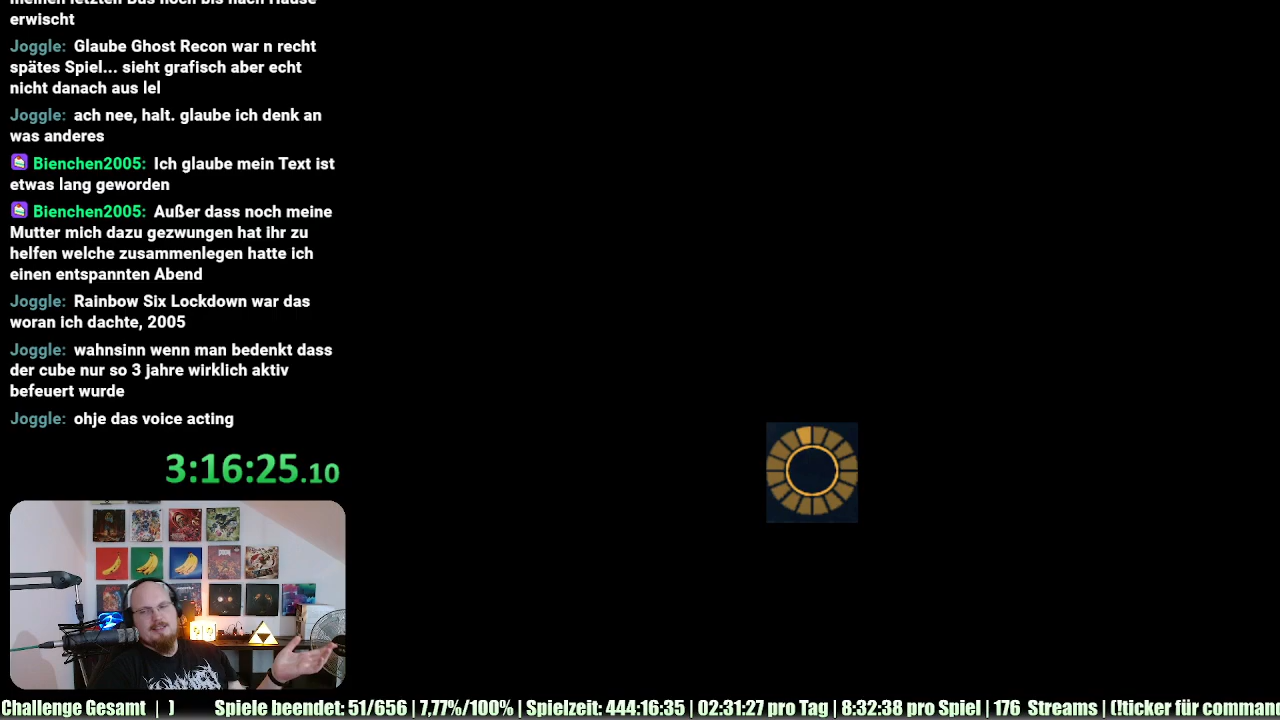 meinen letzten Bus noch bis nach Hause
erwischt
Joggle: Glaube Ghost Recon war n recht
spätes Spiel... sieht grafisch aber echt
nicht danach aus lel
Joggle: ach nee, halt. glaube ich denk an
was anderes
Bienchen2005: Ich glaube mein Text ist
etwas lang geworden
Bienchen2005: Außer dass noch meine
Mutter mich dazu gezwungen hat ihr zu
helfen welche zusammenlegen hatte ich
einen entspannten Abend
Joggle: Rainbow Six Lockdown war das
woran ich dachte, 2005
Joggle: wahnsinn wenn man bedenkt dass
der cube nur so 3 jahre wirklich aktiv
befeuert wurde
Joggle: ohje das voice acting
3:16:25.10
Challenge Gesamt | ) Spiele beendet: 51/656 | 7,77%/100% | Spielzeit: 444:16:35 | 02:31:27 pro Tag | 8:32:38 pro Spiel | 176 Streams | (!ticker für command